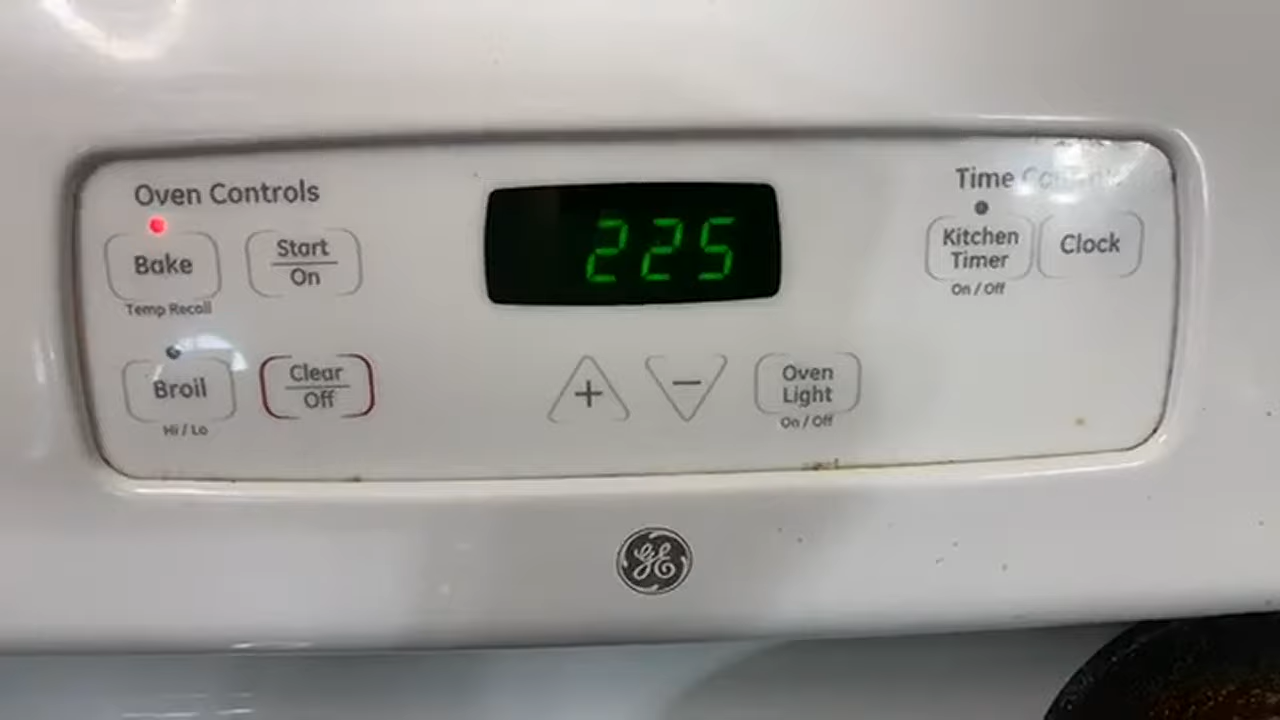 Oven Controls
Bake
Temp Recall
Start
On
Broil
Hi / Lo
Clear
Off
225
+
−
Oven
Light
On / Off
Time
Kitchen
Timer
On / Off
Clock
GE